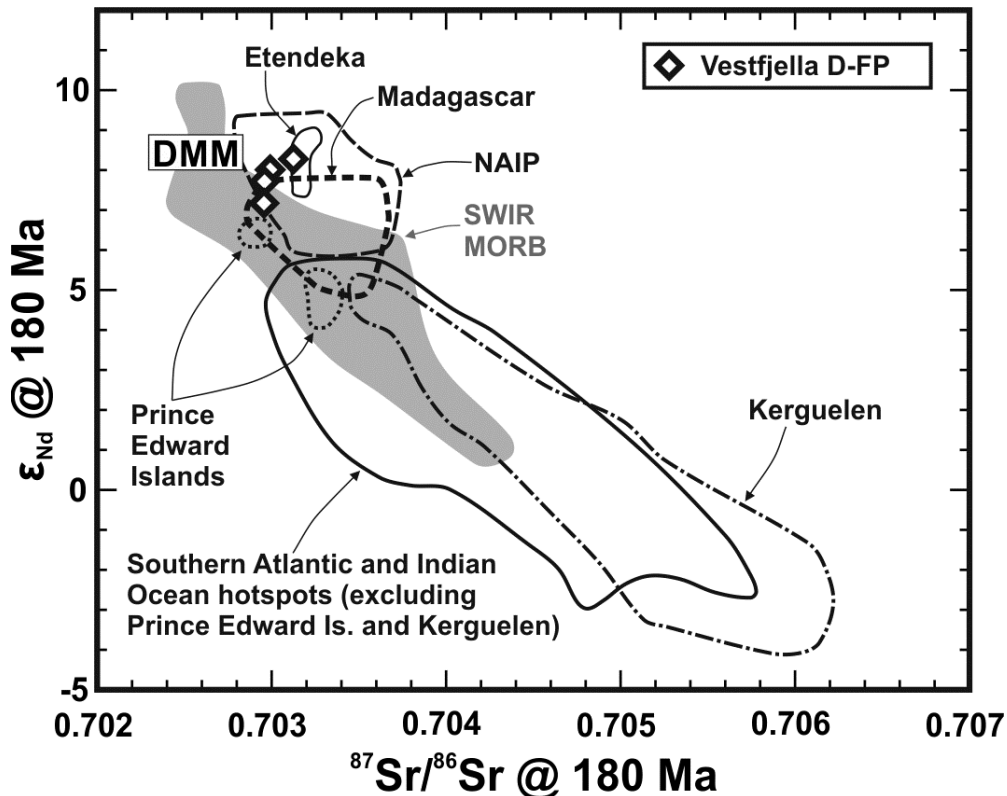 Etendeka
Vestfjella D-FP
10
Madagascar
DMM
NAIP
SWIR
MORB
εNd @ 180 Ma
5
Prince
Edward
Islands
Kerguelen
0
Southern Atlantic and Indian
Ocean hotspots (excluding
Prince Edward Is. and Kerguelen)
-5
0.702 0.703 0.704 0.705 0.706 0.707
⁸⁷Sr/⁸⁶Sr @ 180 Ma